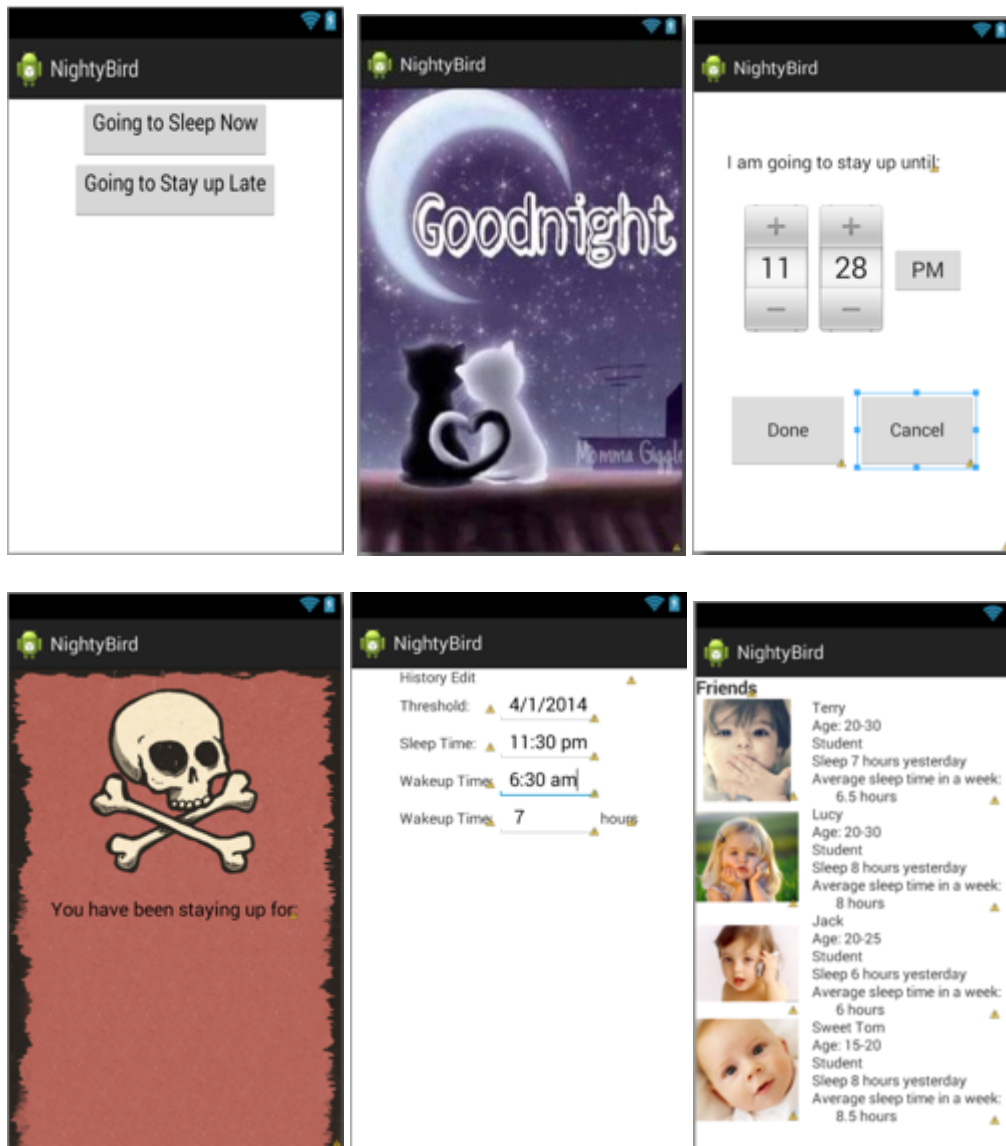 NightyBird
Going to Sleep Now
Going to Stay up Late
NightyBird
Goodnight
Momma Giggle
NightyBird
I am going to stay up until:
+ +
11 28 PM
− −
Done Cancel
NightyBird
You have been staying up for:
NightyBird
History Edit
Threshold: 4/1/2014
Sleep Time: 11:30 pm
Wakeup Time: 6:30 am
Wakeup Time: 7 hours
NightyBird
Friends
Terry
Age: 20-30
Student
Sleep 7 hours yesterday
Average sleep time in a week:
6.5 hours
Lucy
Age: 20-30
Student
Sleep 8 hours yesterday
Average sleep time in a week:
8 hours
Jack
Age: 20-25
Student
Sleep 6 hours yesterday
Average sleep time in a week:
6 hours
Sweet Tom
Age: 15-20
Student
Sleep 8 hours yesterday
Average sleep time in a week:
8.5 hours